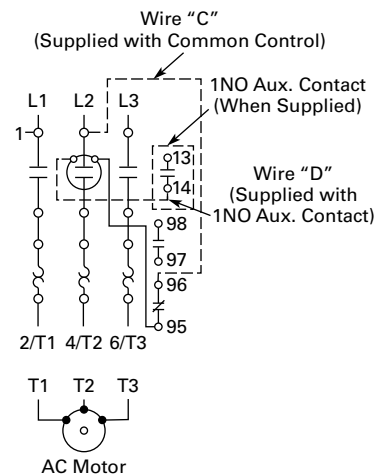 Wire “C”
(Supplied with Common Control)
1NO Aux. Contact
(When Supplied)
L1 L2 L3
1
13
14
Wire “D”
(Supplied with
1NO Aux. Contact)
98
97
96
95
2/T1 4/T2 6/T3
T1 T2 T3
AC Motor